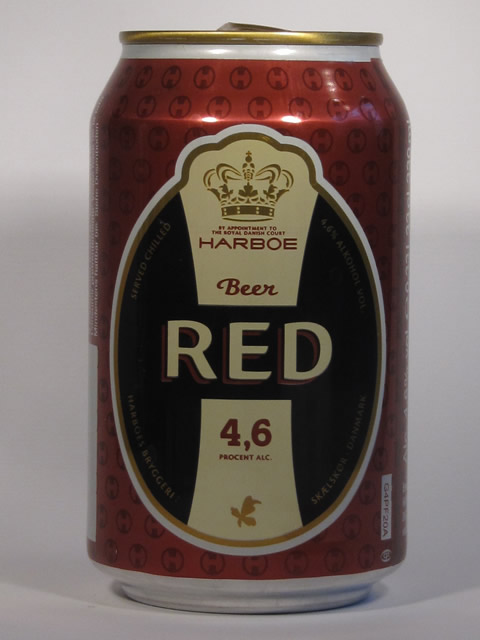 BY APPOINTMENT TO
THE ROYAL DANISH COURT
HARBOE
Beer
RED
4,6
PROCENT ALC.
SERVED CHILLED
4,6% ALKOHOL VOL.
HARBOES BRYGGERI
SKÆLSKØR · DANMARK
G4PF20A